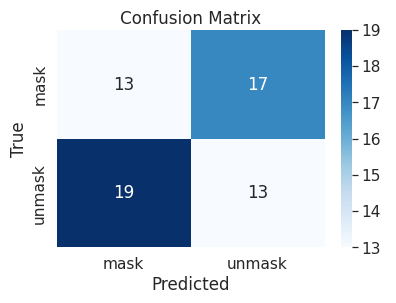 Confusion Matrix
True
mask
13
17
unmask
19
13
mask
unmask
Predicted
19
18
17
16
15
14
13